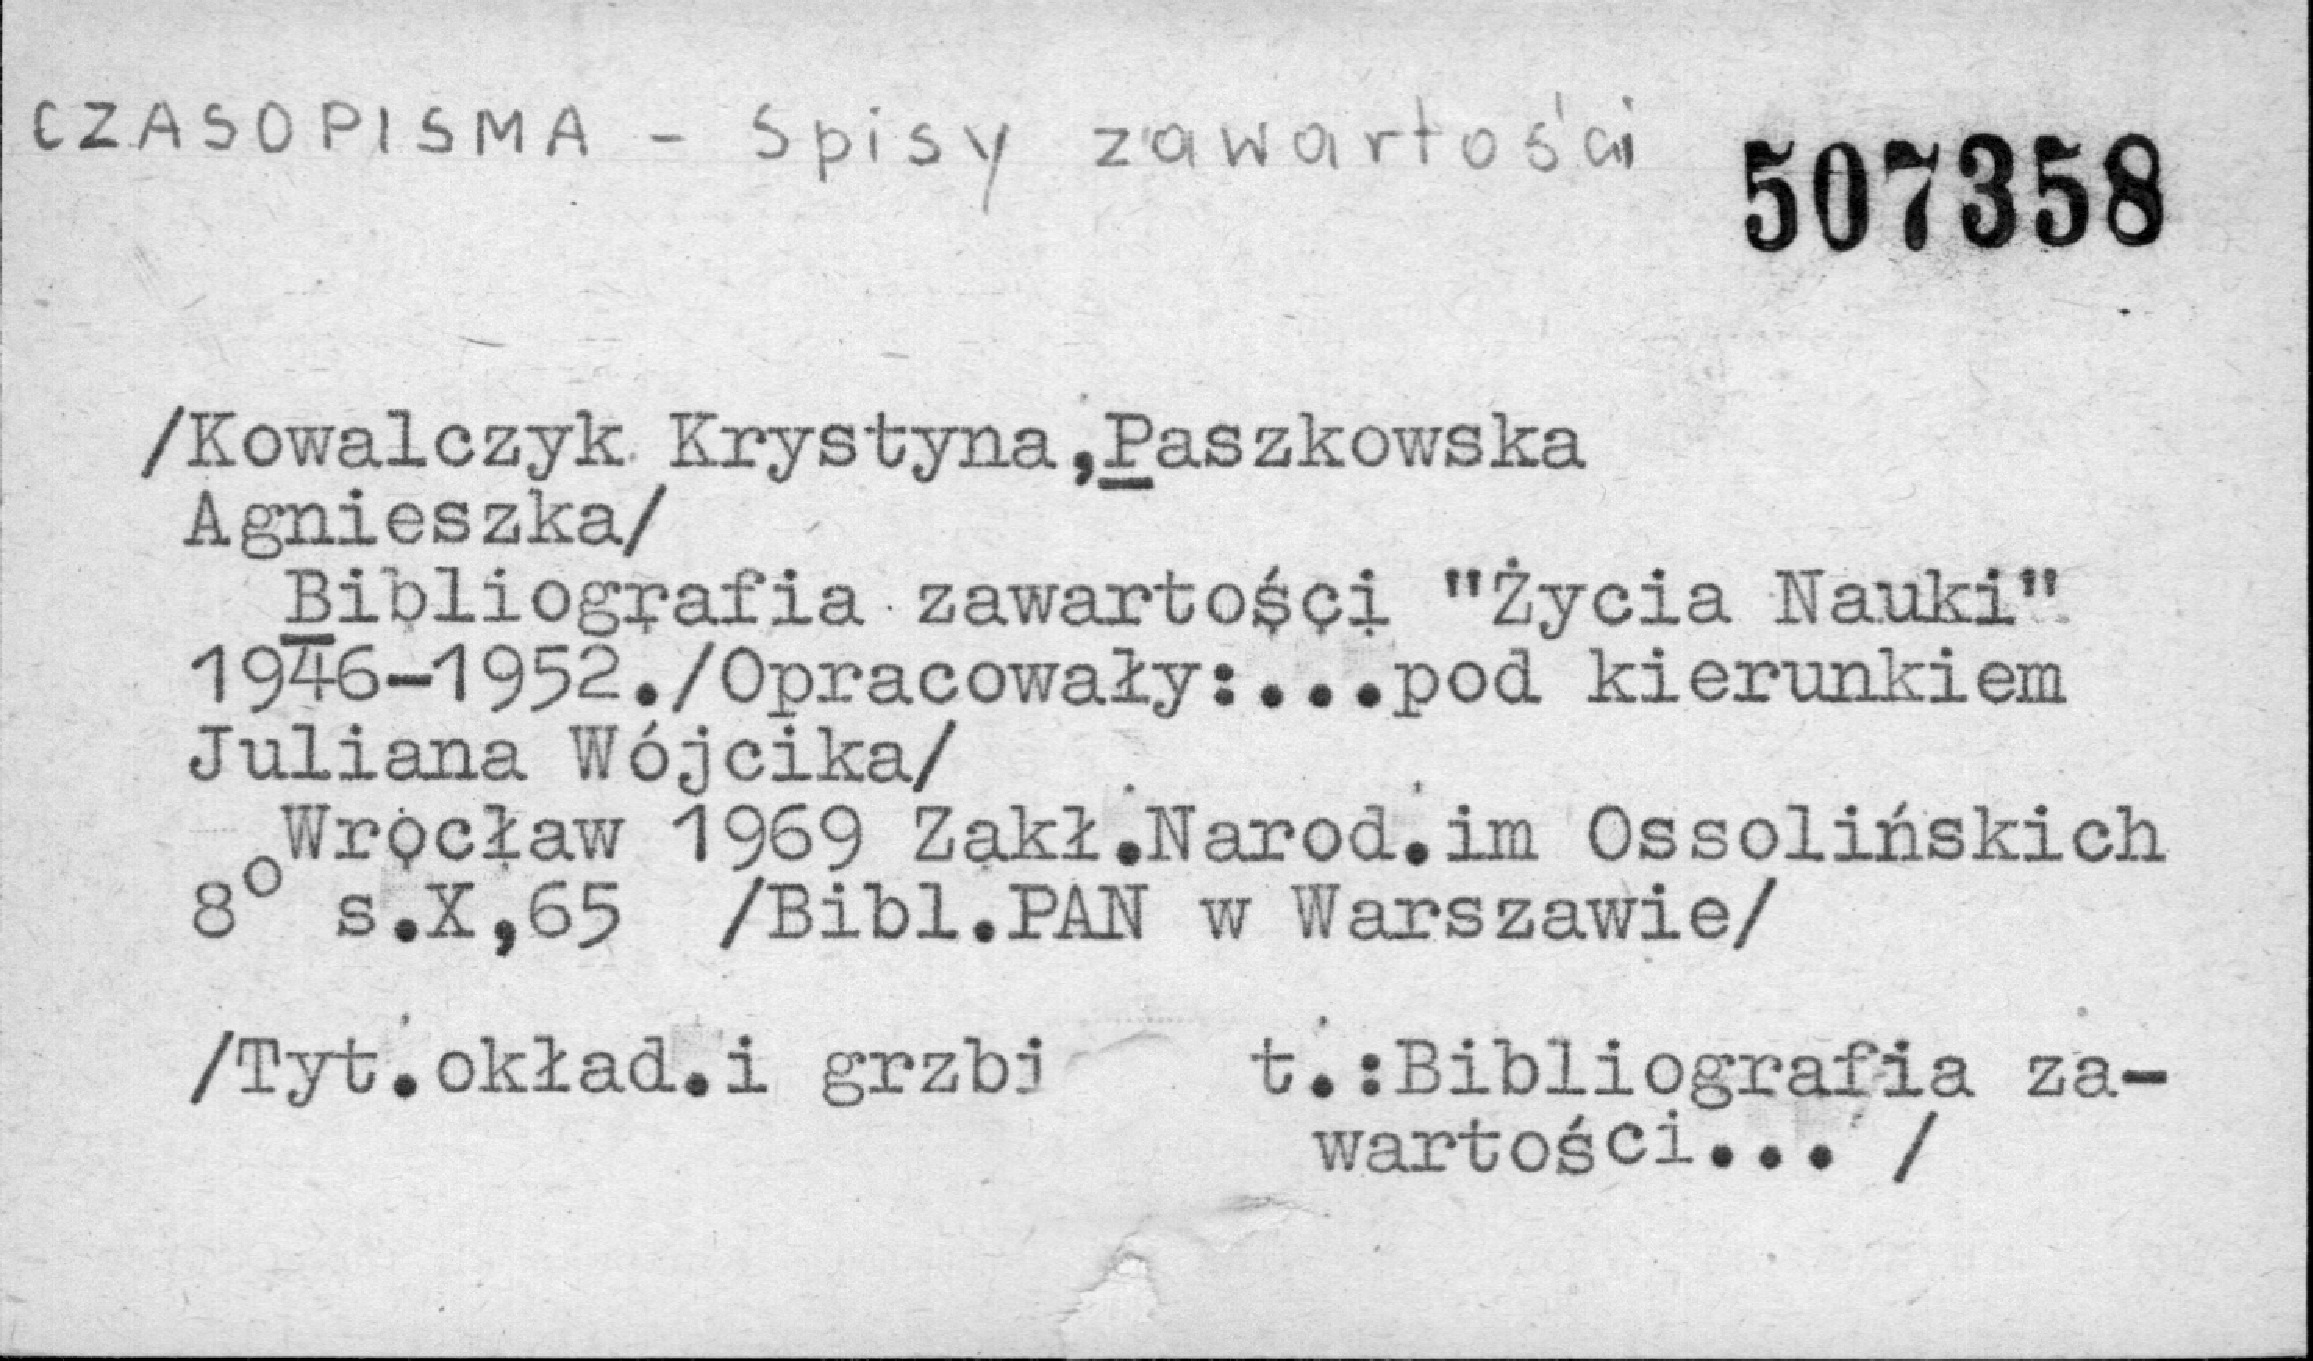 CZASOPISMA - Spisy zawartości
507358
/Kowalczyk Krystyna,Paszkowska
Agnieszka/
Bibliografia zawartości "Życia Nauki"
1946-1952./Opracowały:...pod kierunkiem
Juliana Wójcika/
Wrocław 1969 Zakł.Narod.im Ossolińskich
8° s.X,65 /Bibl.PAN w Warszawie/
/Tyt.okład.i grzbi t.:Bibliografia za-
wartości... /